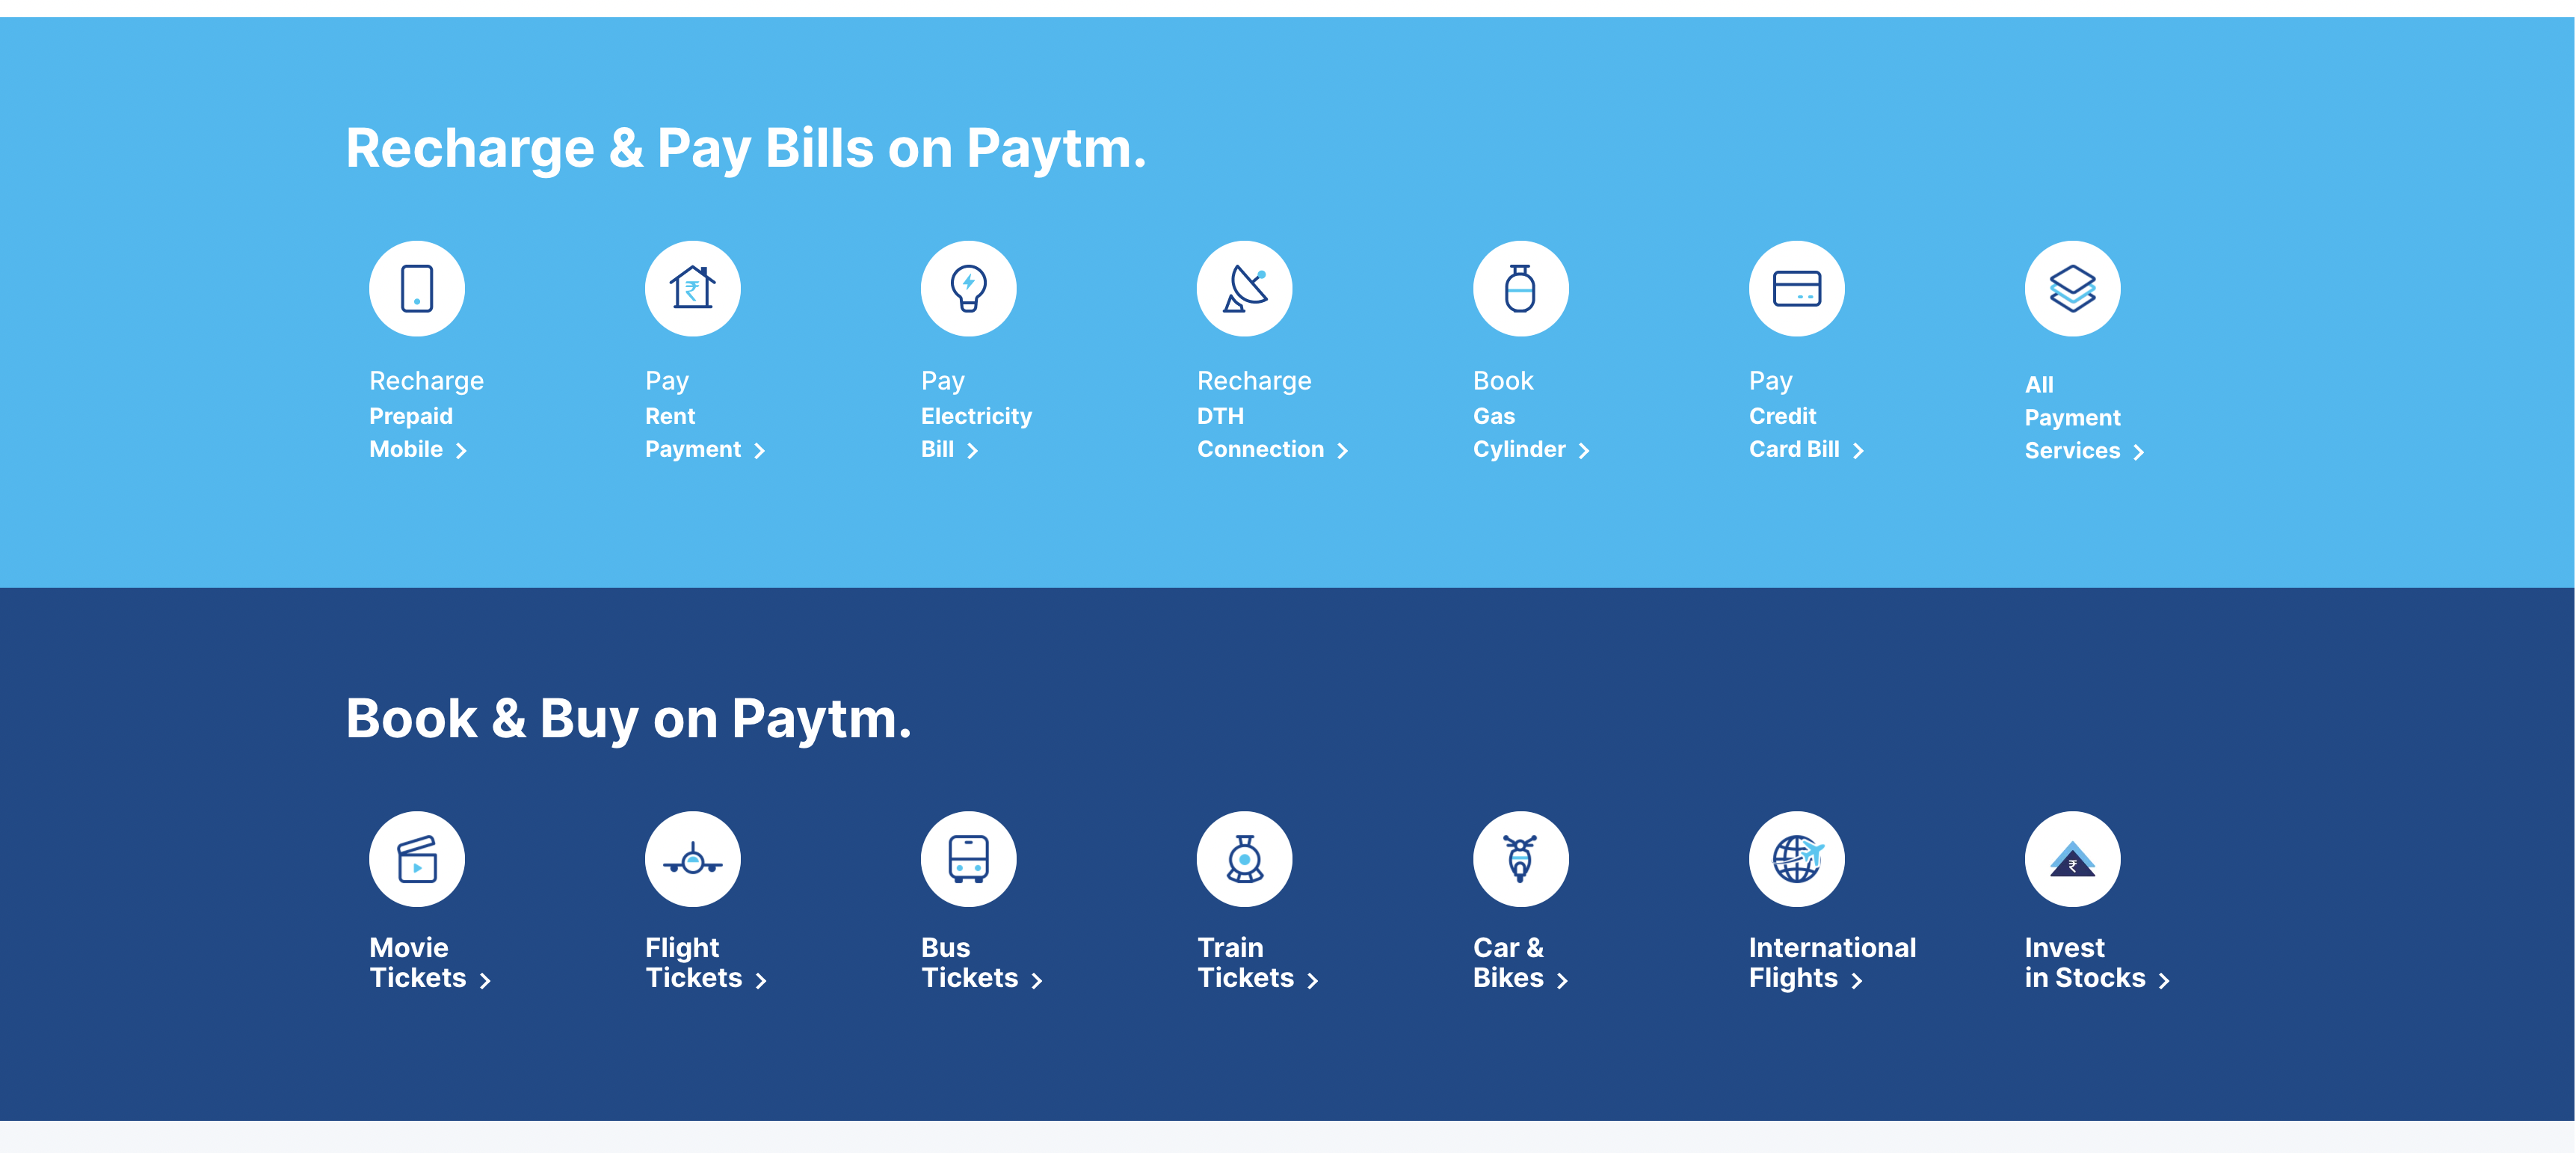 Recharge & Pay Bills on Paytm.
Recharge
Prepaid
Mobile
Pay
Rent
Payment
Pay
Electricity
Bill
Recharge
DTH
Connection
Book
Gas
Cylinder
Pay
Credit
Card Bill
All
Payment
Services
Book & Buy on Paytm.
Movie
Tickets
Flight
Tickets
Bus
Tickets
Train
Tickets
Car &
Bikes
International
Flights
Invest
in Stocks